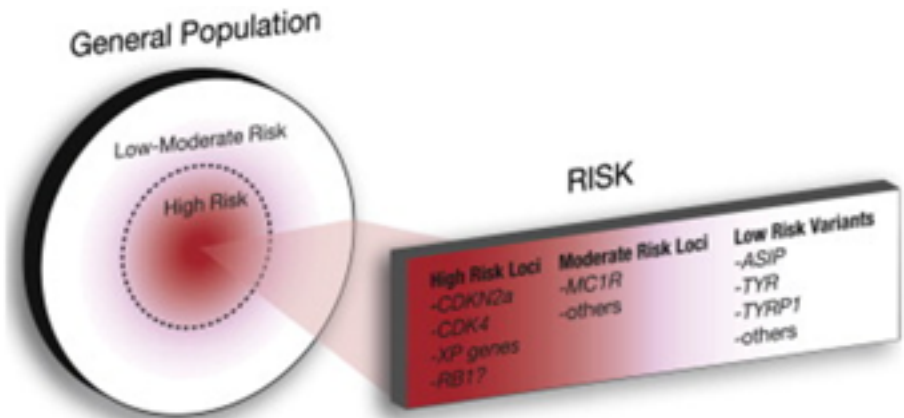 General Population
Low-Moderate Risk
High Risk
RISK
High Risk Loci
-CDKN2a
-CDK4
-XP genes
-RB1?
Moderate Risk Loci
-MC1R
-others
Low Risk Variants
-ASIP
-TYR
-TYRP1
-others